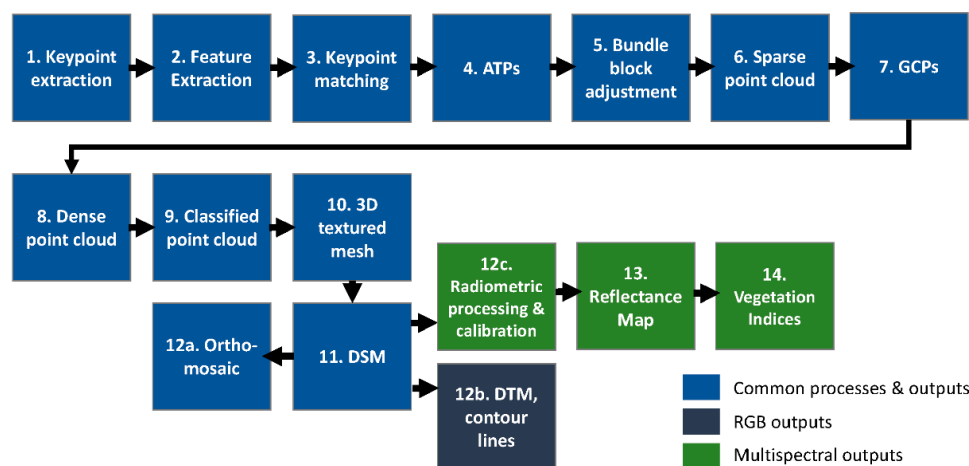 1. Keypoint
extraction
2. Feature
Extraction
3. Keypoint
matching
4. ATPs
5. Bundle
block
adjustment
6. Sparse
point cloud
7. GCPs
8. Dense
point cloud
9. Classified
point cloud
10. 3D
textured
mesh
12c.
Radiometric
processing &
calibration
13.
Reflectance
Map
14.
Vegetation
Indices
12a. Ortho-
mosaic
11. DSM
12b. DTM,
contour
lines
Common processes & outputs
RGB outputs
Multispectral outputs